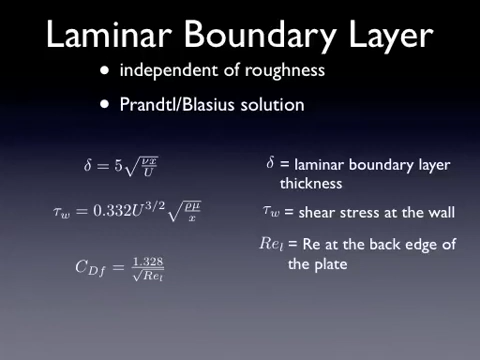 Laminar Boundary Layer
• independent of roughness
• Prandtl/Blasius solution
δ = 5√(νx/U)
δ = laminar boundary layer
thickness
τ_w = 0.332U^{3/2}√(ρμ/x)
τ_w = shear stress at the wall
Re_l = Re at the back edge of
the plate
C_{Df} = 1.328/√Re_l